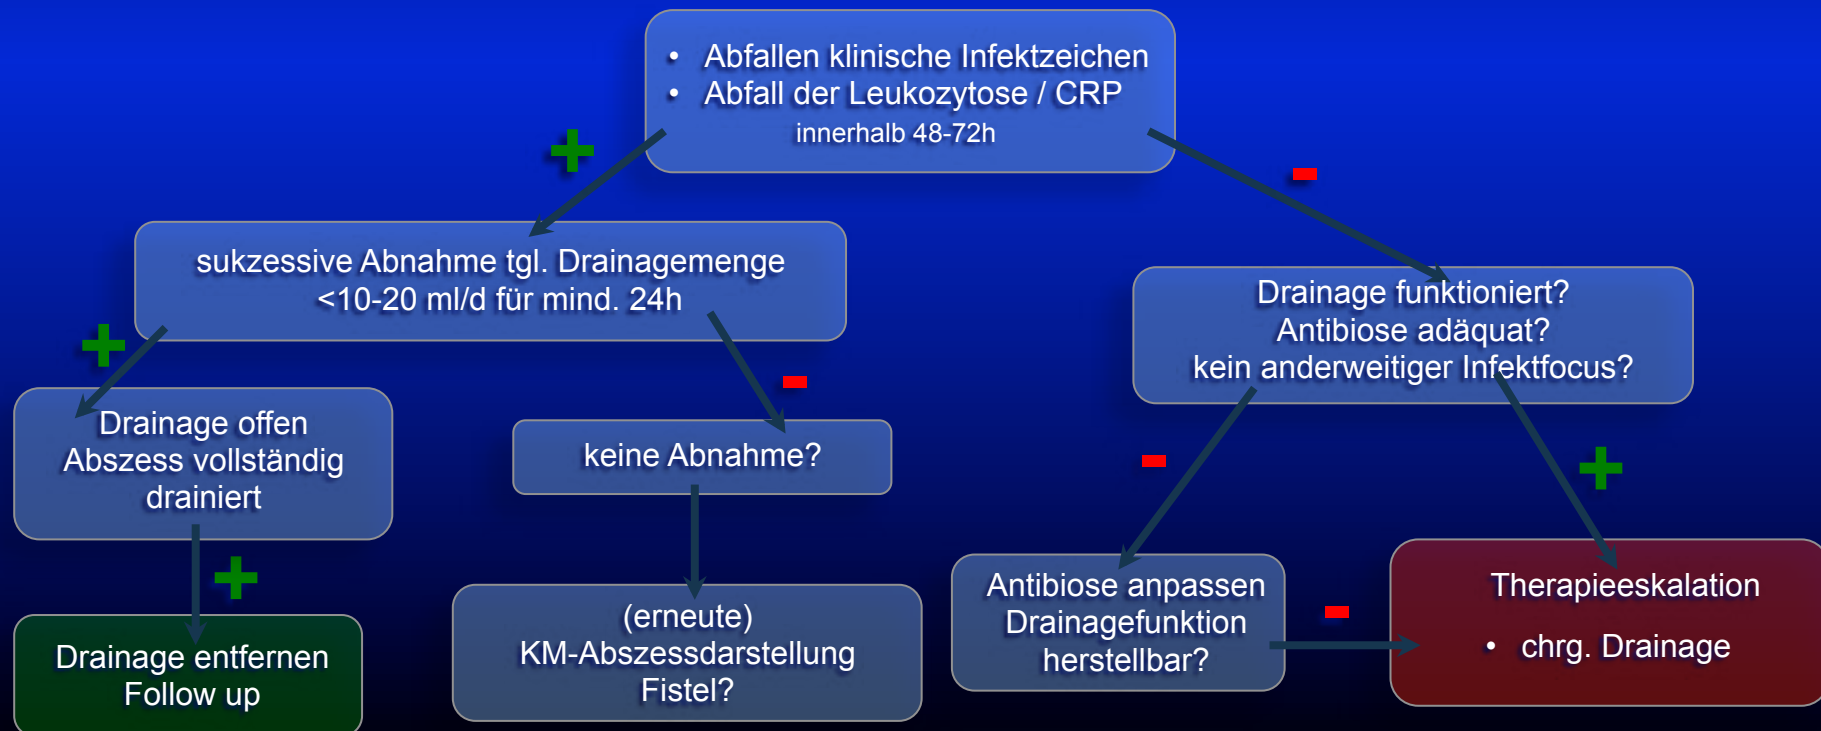 • Abfallen klinische Infektzeichen
• Abfall der Leukozytose / CRP
innerhalb 48-72h
+
-
sukzessive Abnahme tgl. Drainagemenge
<10-20 ml/d für mind. 24h
Drainage funktioniert?
Antibiose adäquat?
kein anderweitiger Infektfocus?
+
-
Drainage offen
Abszess vollständig
drainiert
keine Abnahme?
-
+
+
Drainage entfernen
Follow up
(erneute)
KM-Abszessdarstellung
Fistel?
Antibiose anpassen
Drainagefunktion
herstellbar?
-
Therapieeskalation
• chrg. Drainage